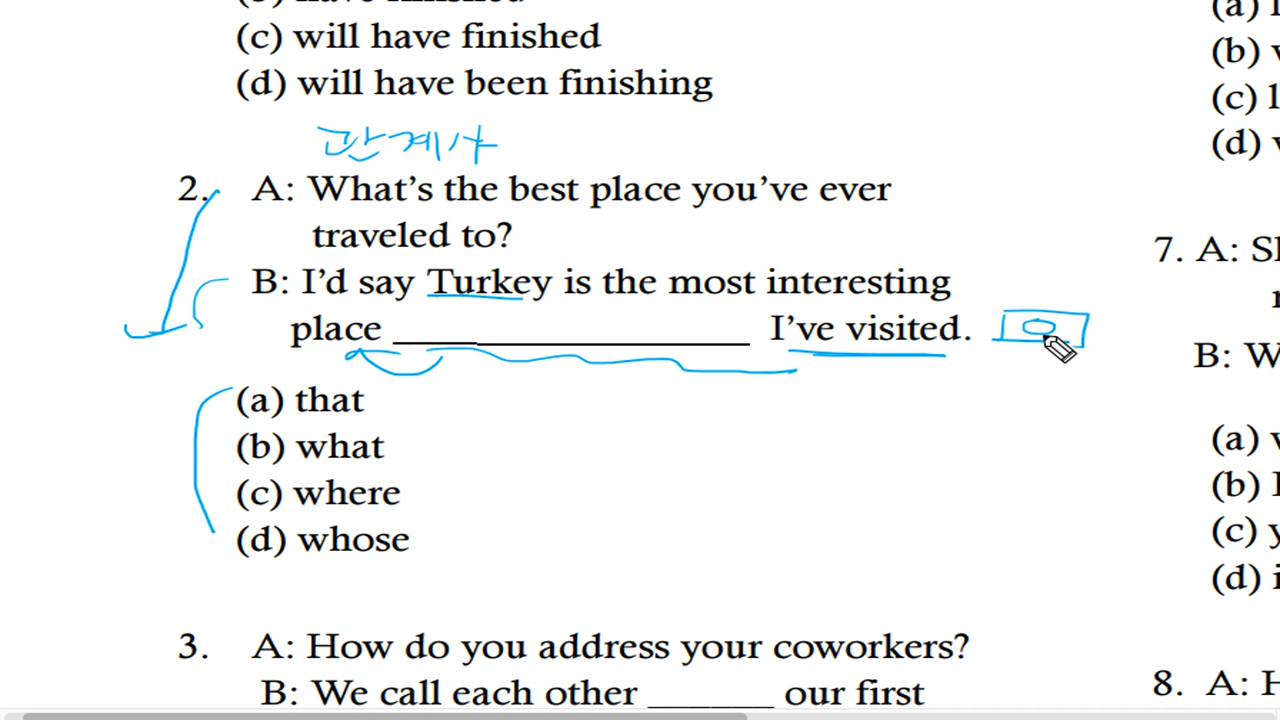 (c) will have finished
(d) will have been finishing
관계사
2. A: What's the best place you've ever
traveled to?
B: I'd say Turkey is the most interesting
place ______ I've visited.
(a) that
(b) what
(c) where
(d) whose
3. A: How do you address your coworkers?
B: We call each other ______ our first
(a)
(b)
(c)
(d)
7. A:
B:
(a)
(b)
(c)
(d)
8. A: